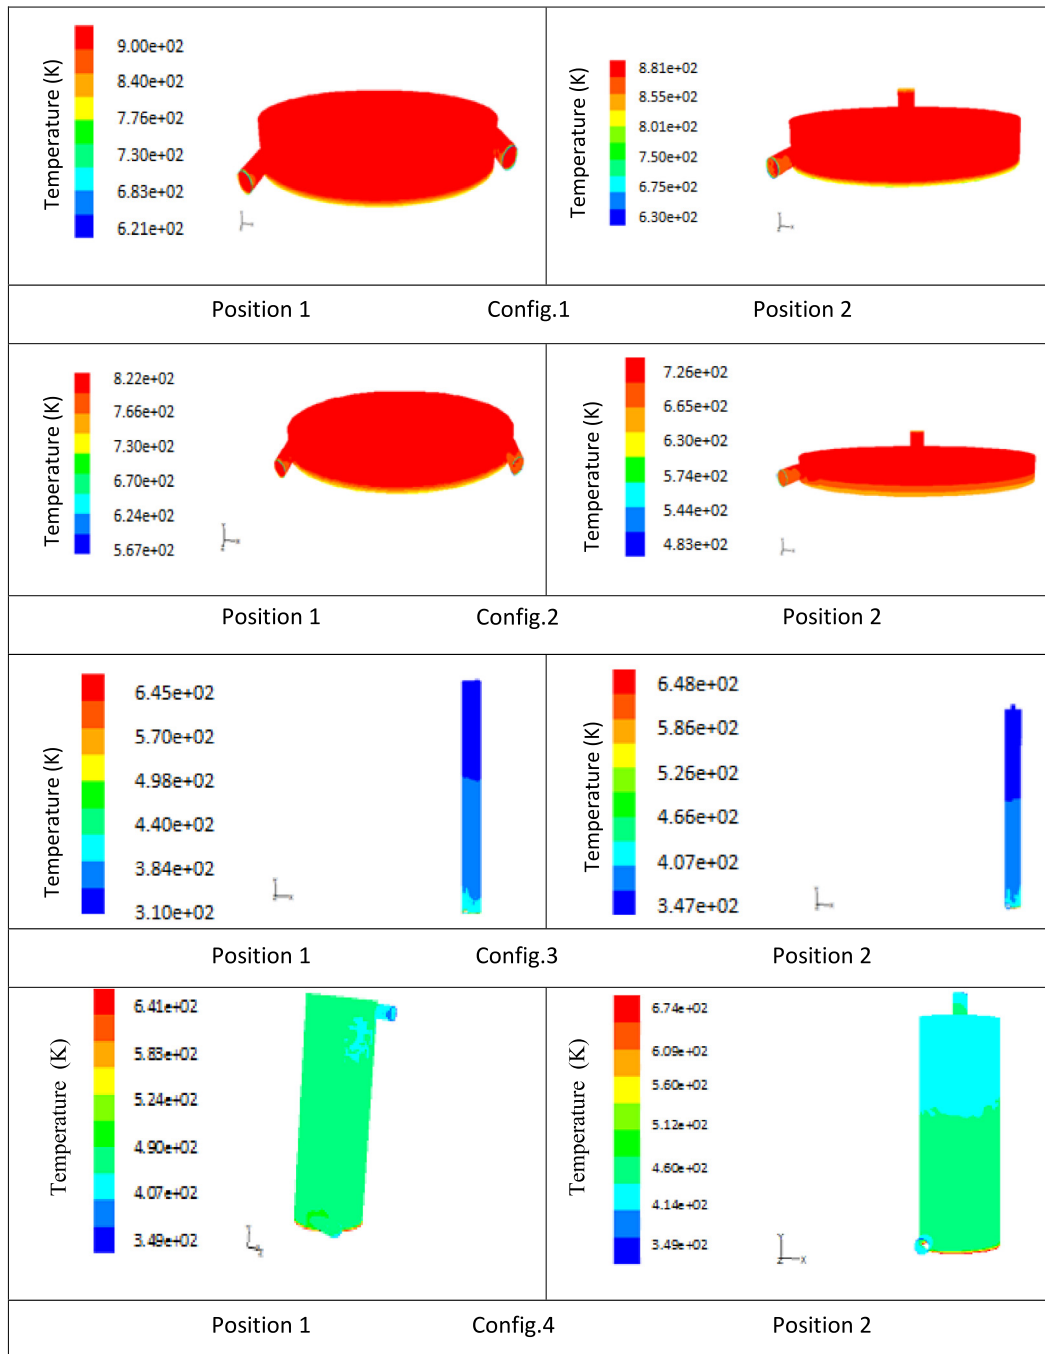 Temperature (K)
9.00e+02
8.40e+02
7.76e+02
7.30e+02
6.83e+02
6.21e+02
Temperature (K)
8.81e+02
8.55e+02
8.01e+02
7.50e+02
6.75e+02
6.30e+02
Position 1 Config.1 Position 2
Temperature (K)
8.22e+02
7.66e+02
7.30e+02
6.70e+02
6.24e+02
5.67e+02
Temperature (K)
7.26e+02
6.65e+02
6.30e+02
5.74e+02
5.44e+02
4.83e+02
Position 1 Config.2 Position 2
Temperature (K)
6.45e+02
5.70e+02
4.98e+02
4.40e+02
3.84e+02
3.10e+02
Temperature (K)
6.48e+02
5.86e+02
5.26e+02
4.66e+02
4.07e+02
3.47e+02
Position 1 Config.3 Position 2
Temperature (K)
6.41e+02
5.83e+02
5.24e+02
4.90e+02
4.07e+02
3.49e+02
Temperature (K)
6.74e+02
6.09e+02
5.60e+02
5.12e+02
4.60e+02
4.14e+02
3.49e+02
Y
X
Z
Position 1 Config.4 Position 2